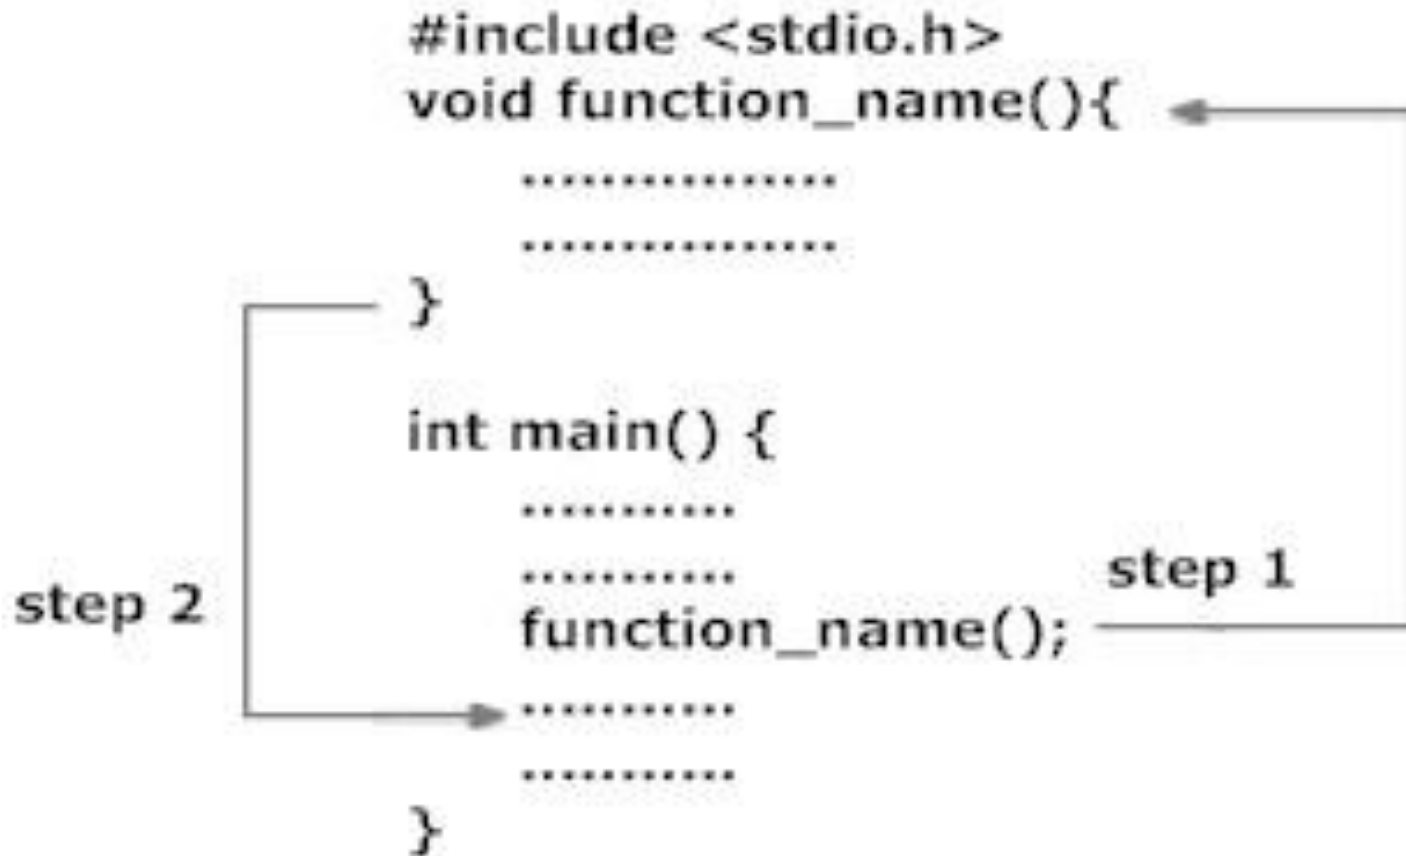 #include <stdio.h>
void function_name(){
................
................
}
int main() {
...........
...........
step 1
step 2
function_name();
...........
...........
}